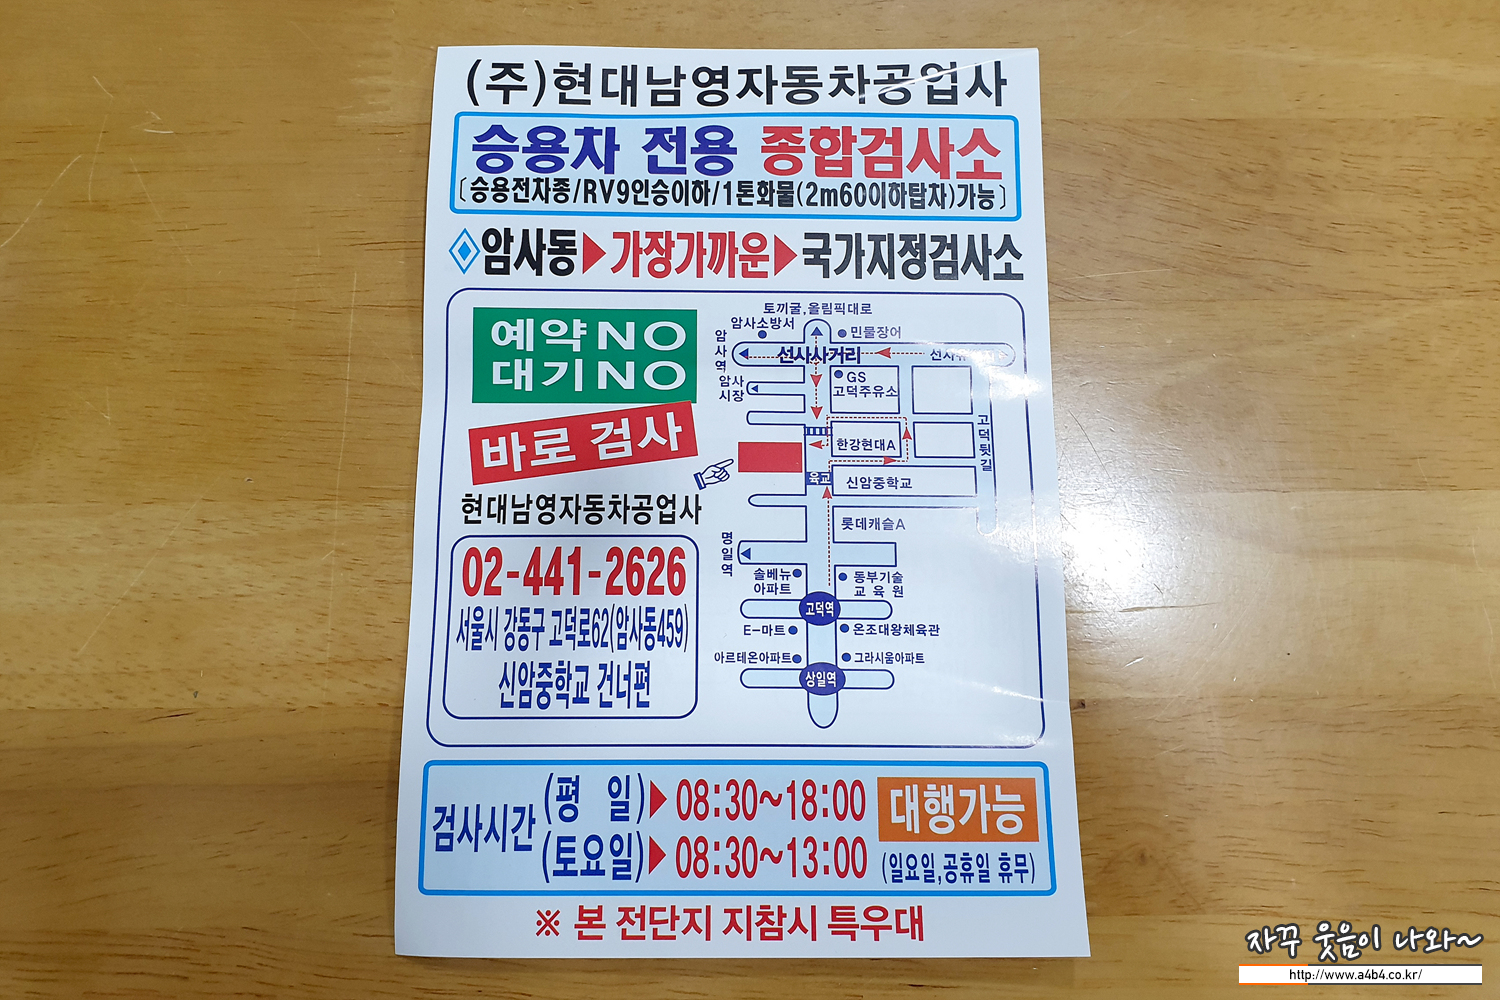 (주)현대남영자동차공업사
승용차 전용 종합검사소
[승용전차종/RV9인승이하/1톤화물(2m60이하탑차)가능]
암사동▶가장가까운▶국가지정검사소
예약NO
대기NO
바로 검사
현대남영자동차공업사
02-441-2626
서울시 강동구 고덕로62(암사동459)
신암중학교 건너편
토끼굴,올림픽대로
암사소방서
민물장어
암사역
선사사거리
GS
고덕주유소
암사
시장
고덕뒷길
한강현대A
육교
신암중학교
롯데캐슬A
명일역
솔베뉴
아파트
동부기술
교육원
고덕역
E-마트
온조대왕체육관
아르테온아파트
그라시움아파트
상일역
검사시간
(평 일)▶08:30~18:00
(토요일)▶08:30~13:00
대행가능
(일요일,공휴일 휴무)
※ 본 전단지 지참시 특우대
자꾸 웃음이 나와~
http://www.a4b4.co.kr/